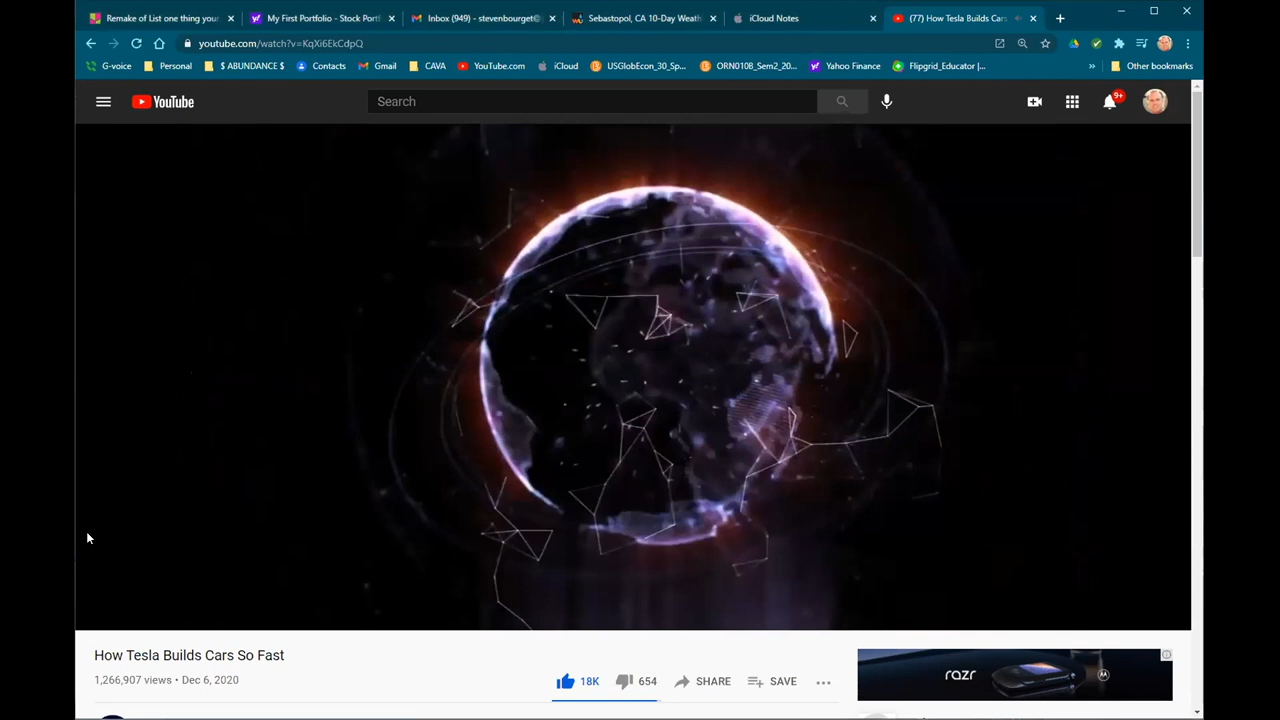 Remake of List one thing your
My First Portfolio - Stock Portf
Inbox (949) - stevenbourget@
Sebastopol, CA 10-Day Weath
iCloud Notes
(77) How Tesla Builds Cars
youtube.com/watch?v=KqXi6EkCdpQ
G-voice
Personal
$ ABUNDANCE $
Contacts
Gmail
CAVA
YouTube.com
iCloud
USGlobEcon_30_Sp...
ORN010B_Sem2_20...
Yahoo Finance
Flipgrid_Educator |...
»
Other bookmarks
YouTube
Search
9+
How Tesla Builds Cars So Fast
1,266,907 views • Dec 6, 2020
18K
654
SHARE
SAVE
razr